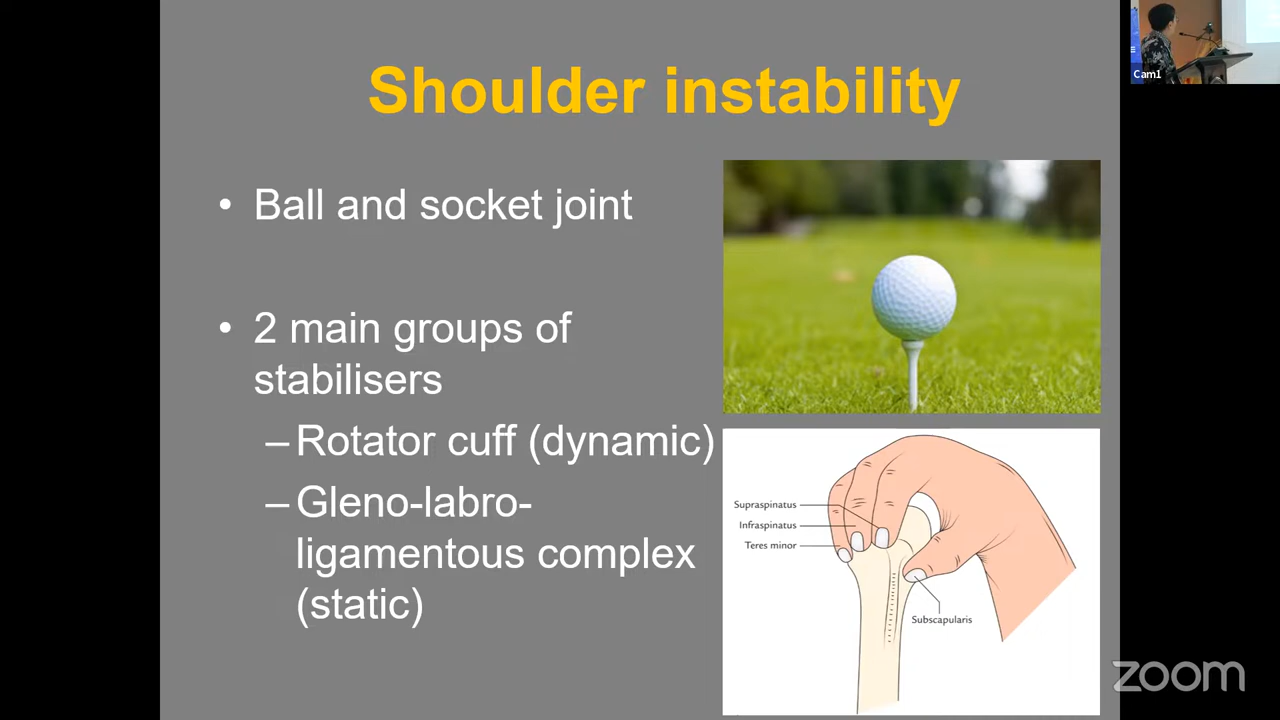 Shoulder instability
• Ball and socket joint
• 2 main groups of
stabilisers
– Rotator cuff (dynamic)
– Gleno-labro-
ligamentous complex
(static)
Supraspinatus
Infraspinatus
Teres minor
Subscapularis
Cam1
zoom